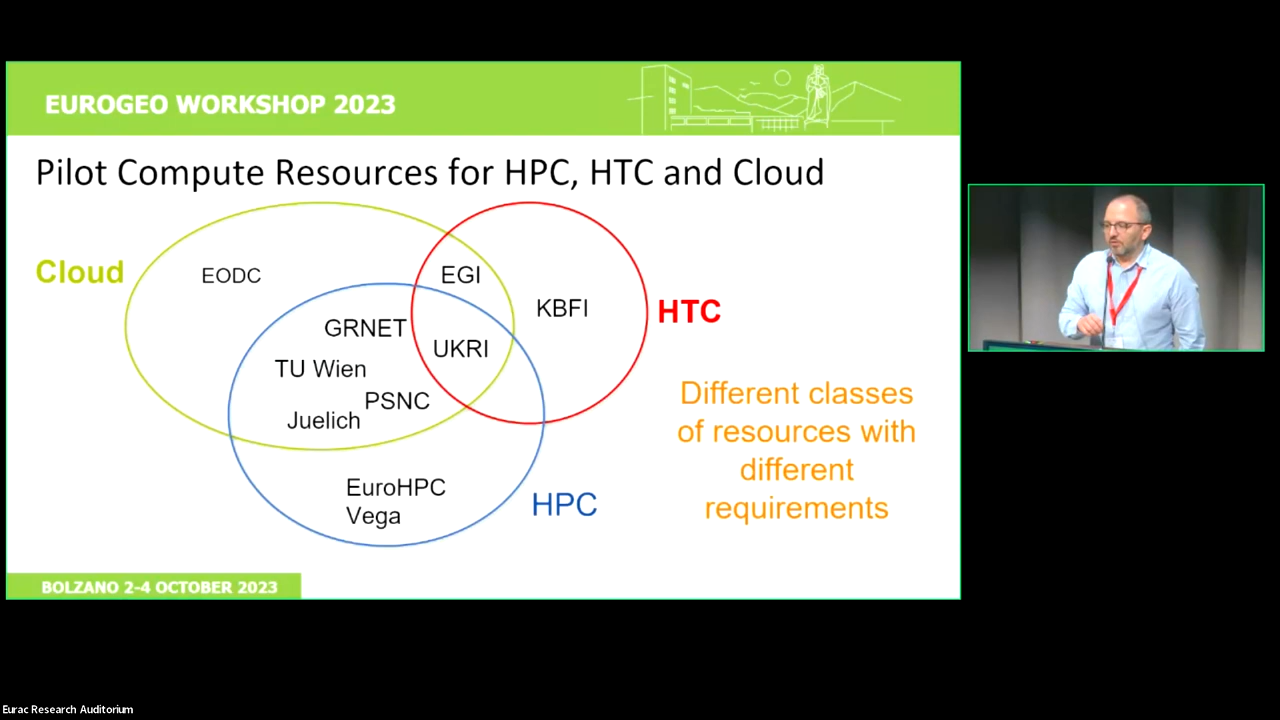 EUROGEO WORKSHOP 2023
Pilot Compute Resources for HPC, HTC and Cloud
Cloud
EODC
EGI
KBFI
HTC
GRNET
UKRI
TU Wien
PSNC
Juelich
Different classes
of resources with
different
requirements
EuroHPC
Vega
HPC
BOLZANO 2-4 OCTOBER 2023
Eurac Research Auditorium